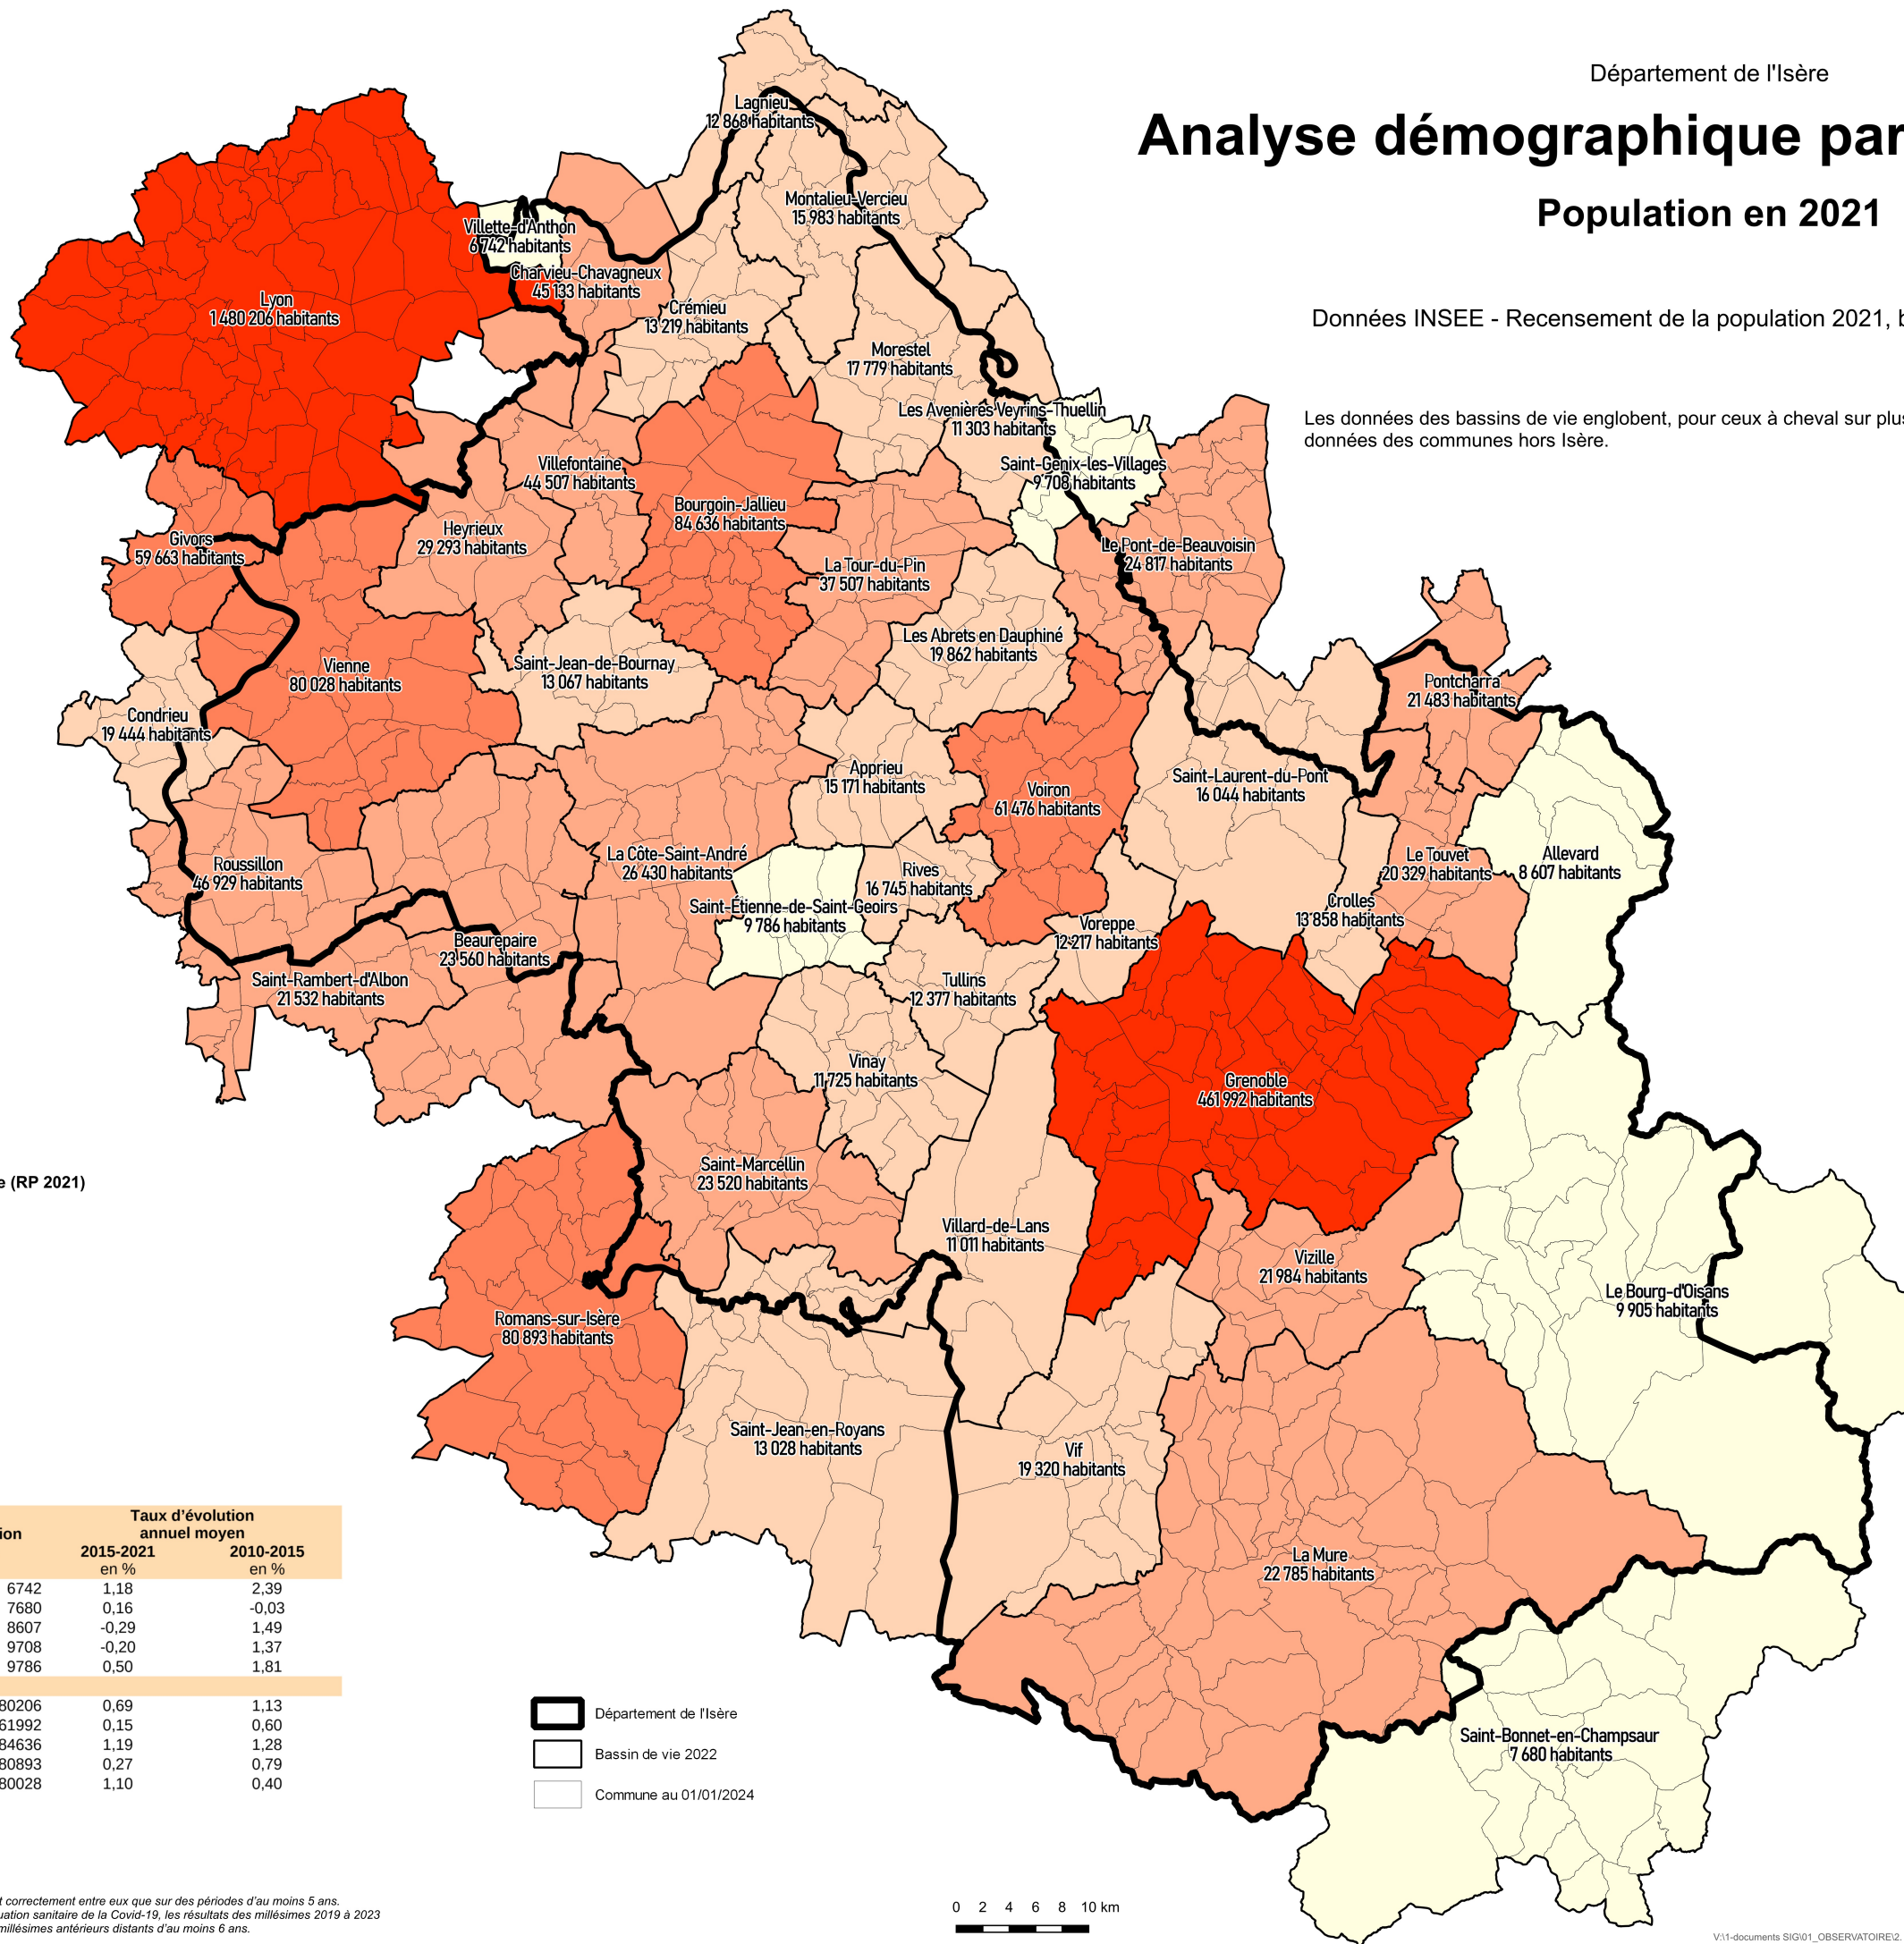 Département de l'Isère
Analyse démographique par
Population en 2021
Données INSEE - Recensement de la population 2021,
Les données des bassins de vie englobent, pour ceux à cheval sur
données des communes hors Isère.
Lagnieu
12 868 habitants
Montalieu-Vercieu
15 983 habitants
Villette-d'Anthon
6 742 habitants
Charvieu-Chavagneux
45 133 habitants
Lyon
1 480 206 habitants
Crémieu
13 219 habitants
Morestel
17 779 habitants
Les Avenières Veyrins-Thuellin
11 303 habitants
Saint-Genix-les-Villages
9 708 habitants
Villefontaine
44 507 habitants
Bourgoin-Jallieu
84 636 habitants
Heyrieux
29 293 habitants
Givors
59 663 habitants
La Tour-du-Pin
37 507 habitants
Le Pont-de-Beauvoisin
24 817 habitants
Les Abrets en Dauphiné
19 862 habitants
Vienne
80 028 habitants
Saint-Jean-de-Bournay
13 067 habitants
Pontcharra
21 483 habitants
Condrieu
19 444 habitants
Apprieu
15 171 habitants
Voiron
61 476 habitants
Saint-Laurent-du-Pont
16 044 habitants
La Côte-Saint-André
26 430 habitants
Rives
16 745 habitants
Le Touvet
20 329 habitants
Allevard
8 607 habitants
Roussillon
46 929 habitants
Saint-Étienne-de-Saint-Geoirs
9 786 habitants
Crolles
13 858 habitants
Voreppe
12 217 habitants
Beaurepaire
23 560 habitants
Saint-Rambert-d'Albon
21 532 habitants
Tullins
12 377 habitants
Vinay
11 725 habitants
Grenoble
461 992 habitants
Saint-Marcellin
23 520 habitants
e (RP 2021)
Villard-de-Lans
11 011 habitants
Vizille
21 984 habitants
Le Bourg-d'Oisans
9 905 habitants
Romans-sur-Isère
80 893 habitants
Saint-Jean-en-Royans
13 028 habitants
Vif
19 320 habitants
La Mure
22 785 habitants
Saint-Bonnet-en-Champsaur
7 680 habitants
Taux d'évolution
ion annuel moyen
2015-2021 2010-2015
en % en %
6742 1,18 2,39
7680 0,16 -0,03
8607 -0,29 1,49
9708 -0,20 1,37
9786 0,50 1,81
80206 0,69 1,13
61992 0,15 0,60
84636 1,19 1,28
80893 0,27 0,79
80028 1,10 0,40
Département de l'Isère
Bassin de vie 2022
Commune au 01/01/2024
t correctement entre eux que sur des périodes d'au moins 5 ans.
uation sanitaire de la Covid-19, les résultats des millésimes 2019 à 2023
millésimes antérieurs distants d'au moins 6 ans.
0 2 4 6 8 10 km
V:\1-documents SIG\01_OBSERVATOIRE\2